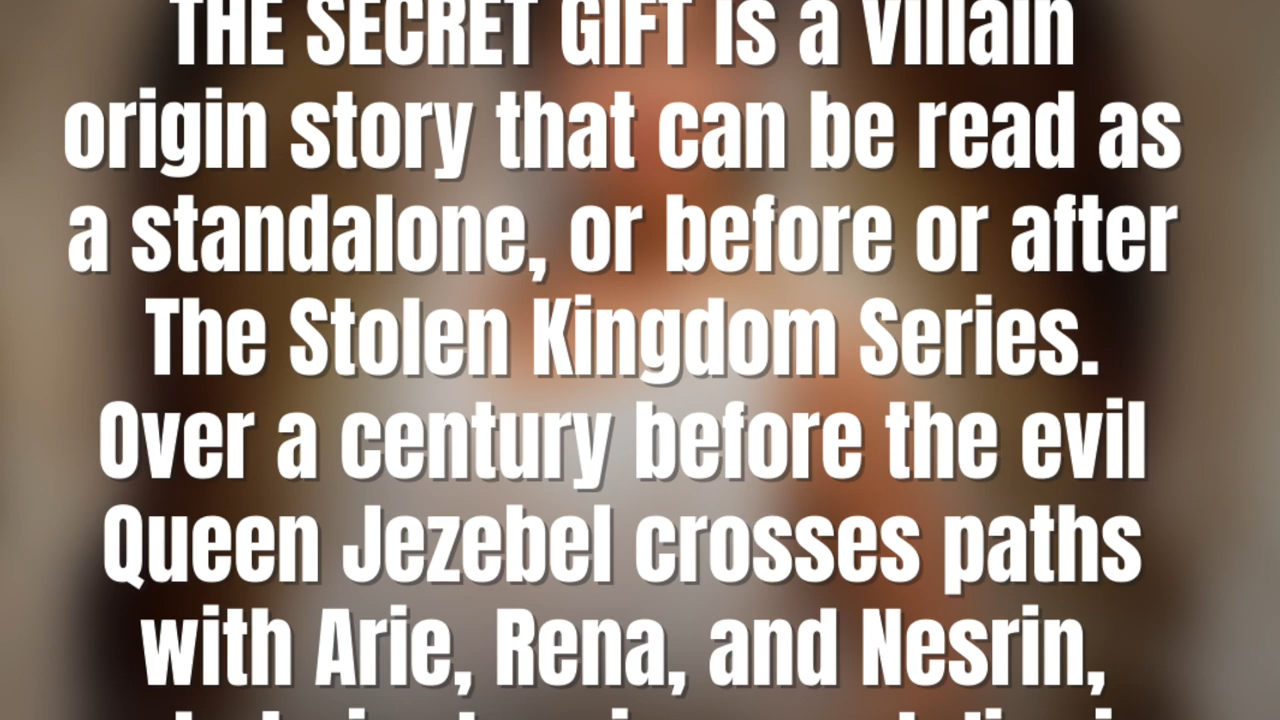 THE SECRET GIFT is a villain
origin story that can be read as
a standalone, or before or after
The Stolen Kingdom Series.
Over a century before the evil
Queen Jezebel crosses paths
with Arie, Rena, and Nesrin,